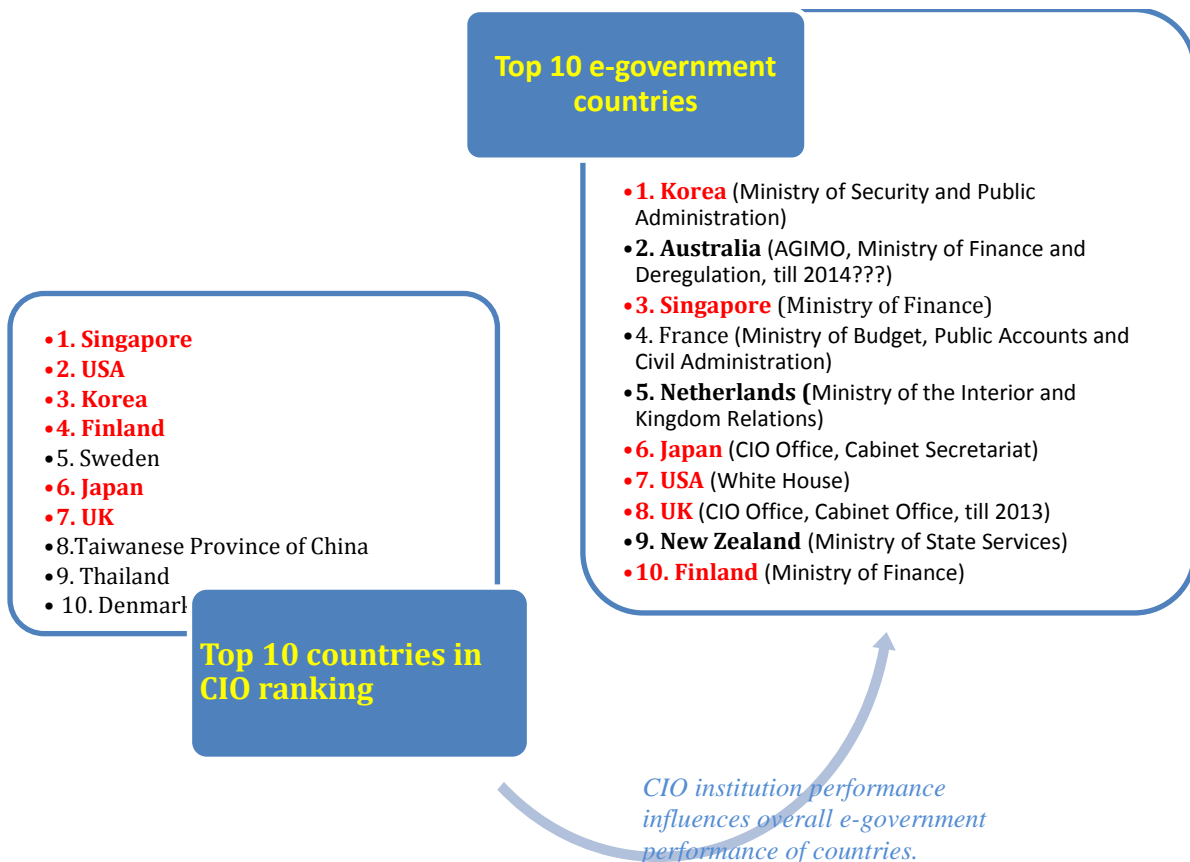 Top 10 e-government
countries
•1. Korea (Ministry of Security and Public
Administration)
•2. Australia (AGIMO, Ministry of Finance and
Deregulation, till 2014???)
•3. Singapore (Ministry of Finance)
•4. France (Ministry of Budget, Public Accounts and
Civil Administration)
•5. Netherlands (Ministry of the Interior and
Kingdom Relations)
•6. Japan (CIO Office, Cabinet Secretariat)
•7. USA (White House)
•8. UK (CIO Office, Cabinet Office, till 2013)
•9. New Zealand (Ministry of State Services)
•10. Finland (Ministry of Finance)
•1. Singapore
•2. USA
•3. Korea
•4. Finland
•5. Sweden
•6. Japan
•7. UK
•8.Taiwanese Province of China
•9. Thailand
• 10. Denmark
Top 10 countries in
CIO ranking
CIO institution performance
influences overall e-government
performance of countries.